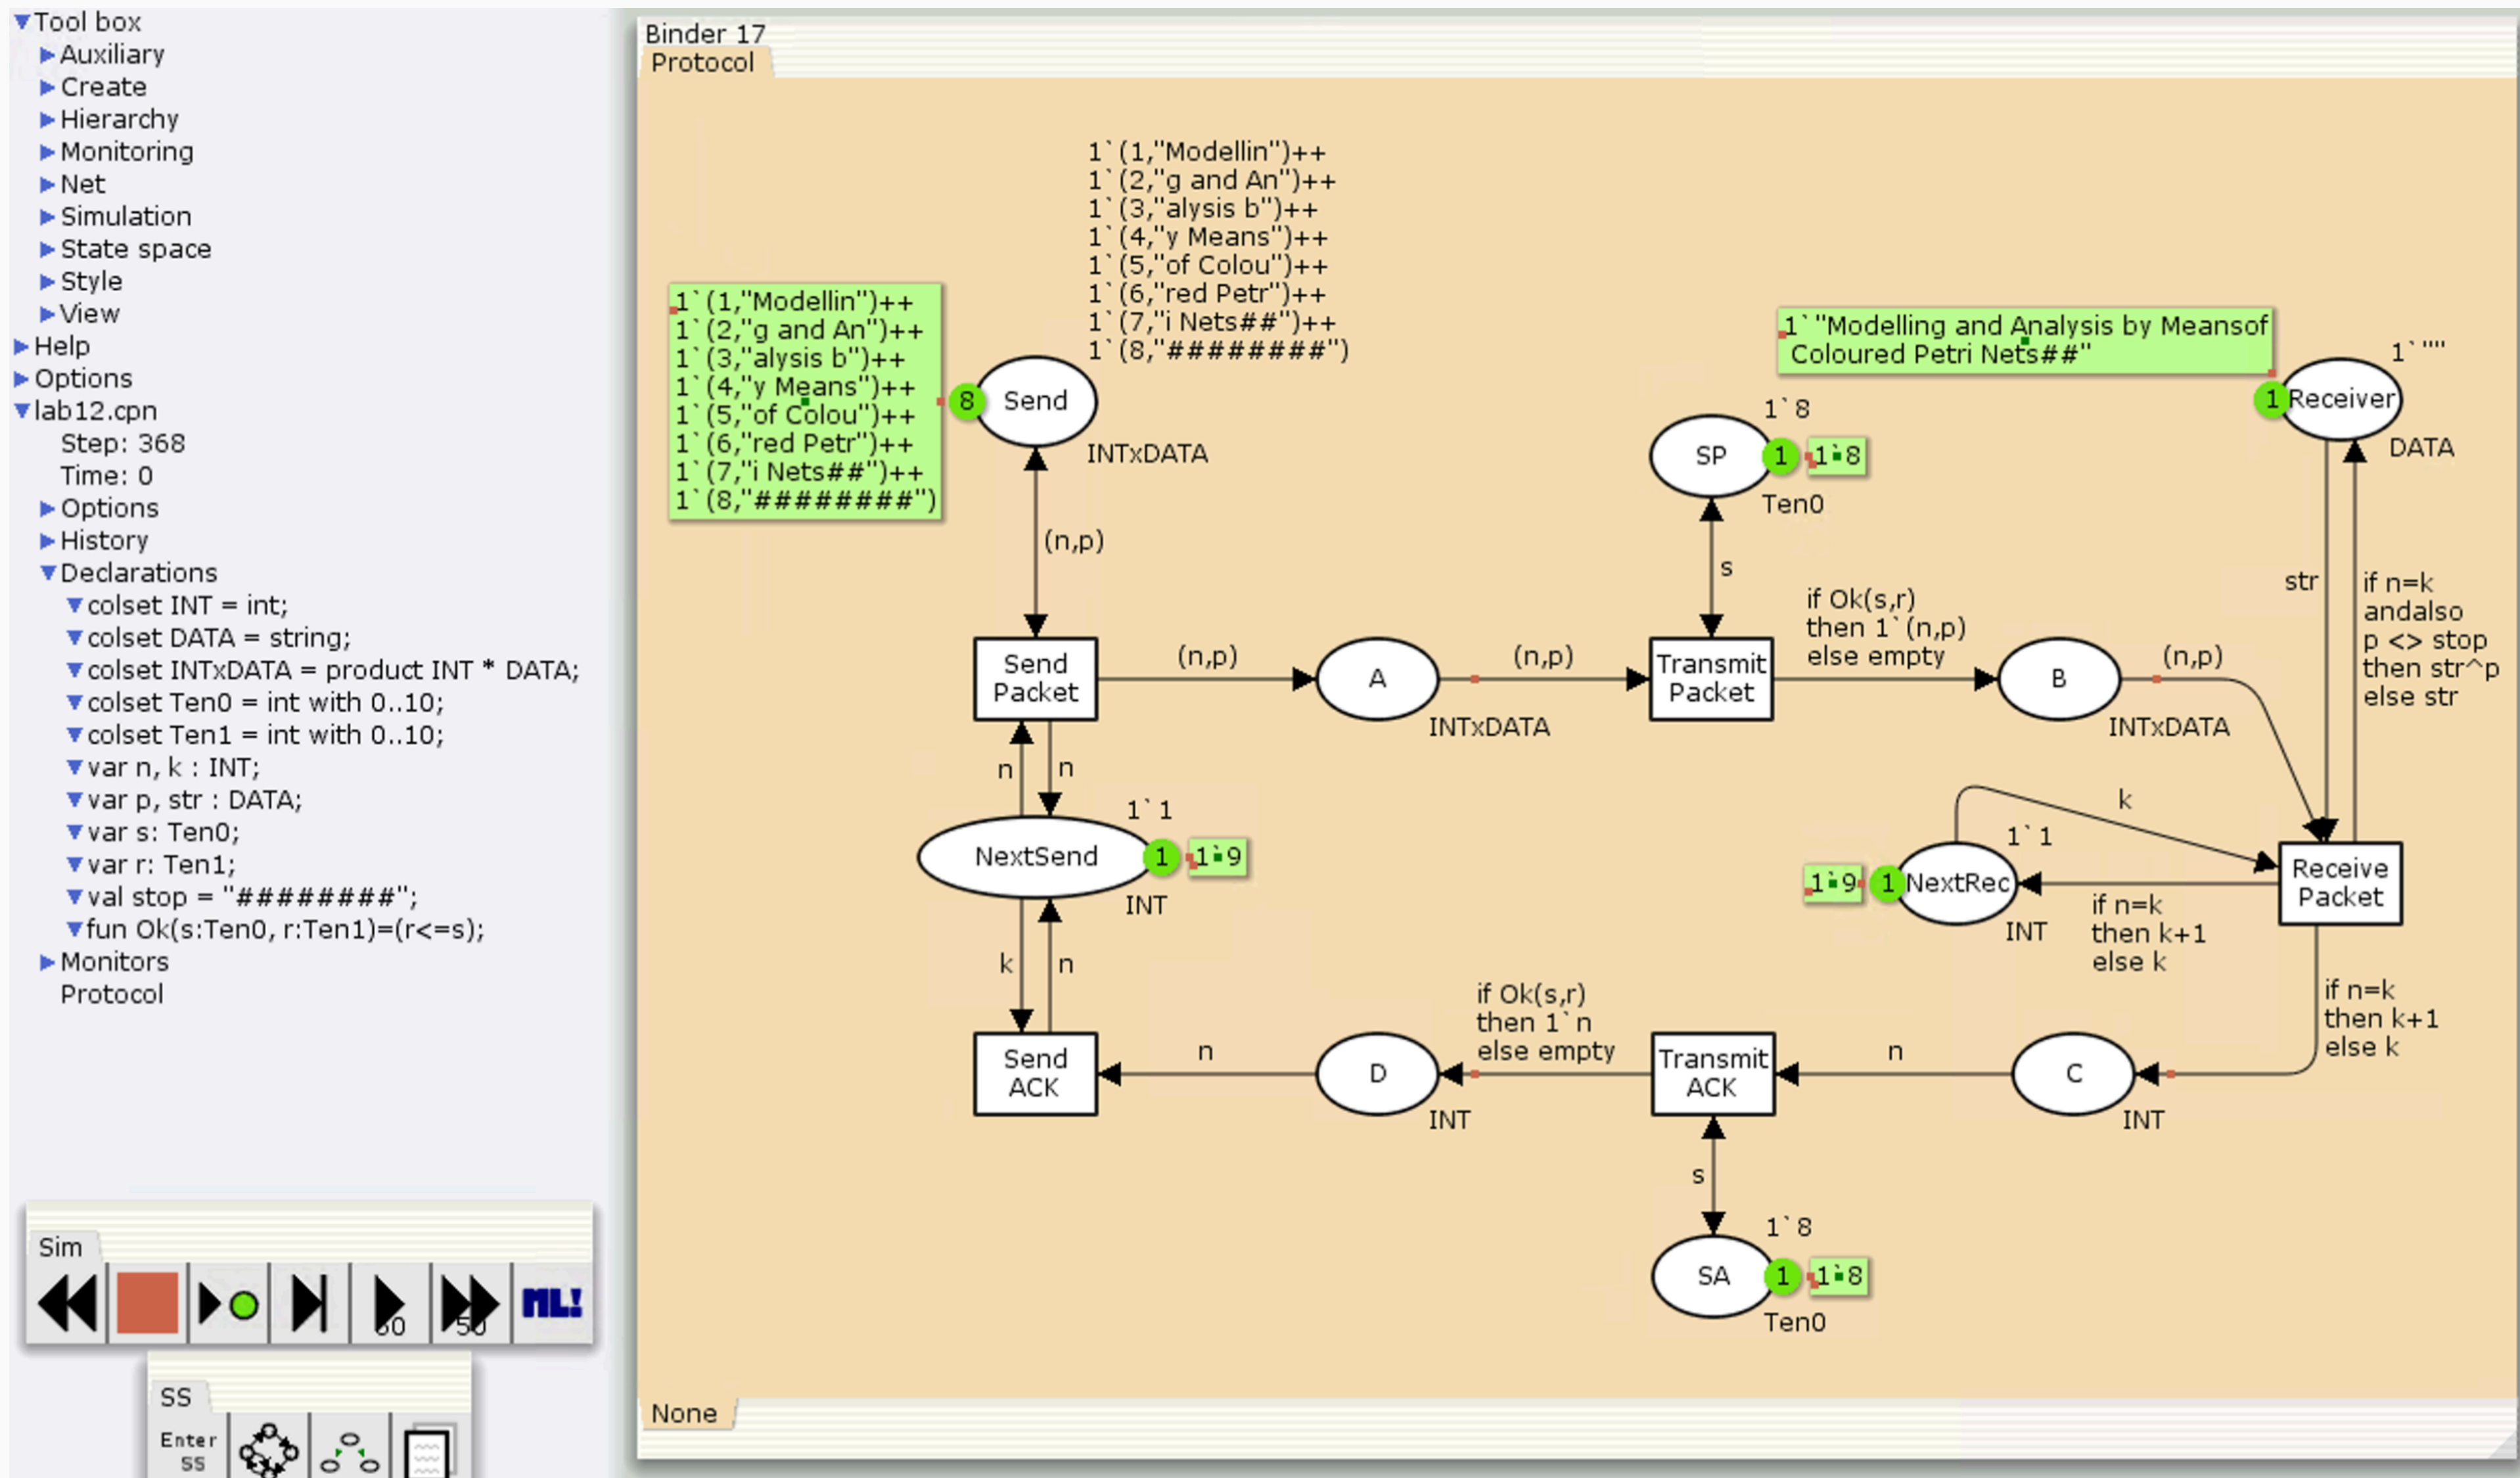 Tool box
Auxiliary
Create
Hierarchy
Monitoring
Net
Simulation
State space
Style
View
Help
Options
lab12.cpn
Step: 368
Time: 0
Options
History
Declarations
colset INT = int;
colset DATA = string;
colset INTxDATA = product INT * DATA;
colset Ten0 = int with 0..10;
colset Ten1 = int with 0..10;
var n, k : INT;
var p, str : DATA;
var s: Ten0;
var r: Ten1;
val stop = "########";
fun Ok(s:Ten0, r:Ten1)=(r<=s);
Monitors
Protocol
Sim
50
ML!
SS
Enter
SS
Binder 17
Protocol
1`(1,"Modellin")++
1`(2,"g and An")++
1`(3,"alysis b")++
1`(4,"y Means")++
1`(5,"of Colou")++
1`(6,"red Petr")++
1`(7,"i Nets##")++
1`(8,"########")
1`(1,"Modellin")++
1`(2,"g and An")++
1`(3,"alysis b")++
1`(4,"y Means")++
1`(5,"of Colou")++
1`(6,"red Petr")++
1`(7,"i Nets##")++
1`(8,"########")
8
Send
INTxDATA
1`"Modelling and Analysis by Meansof
Coloured Petri Nets##"
1`""
1
Receiver
DATA
1`8
SP
1
1`8
Ten0
(n,p)
s
str
if n=k
andalso
p <> stop
then str^p
else str
Send
Packet
(n,p)
A
INTxDATA
(n,p)
Transmit
Packet
if Ok(s,r)
then 1`(n,p)
else empty
B
INTxDATA
(n,p)
n
n
1`1
NextSend
1
1`9
INT
k
1`1
1`9
1
NextRec
INT
if n=k
then k+1
else k
Receive
Packet
k
n
Send
ACK
n
D
INT
if Ok(s,r)
then 1`n
else empty
Transmit
ACK
n
C
INT
if n=k
then k+1
else k
s
1`8
SA
1
1`8
Ten0
None